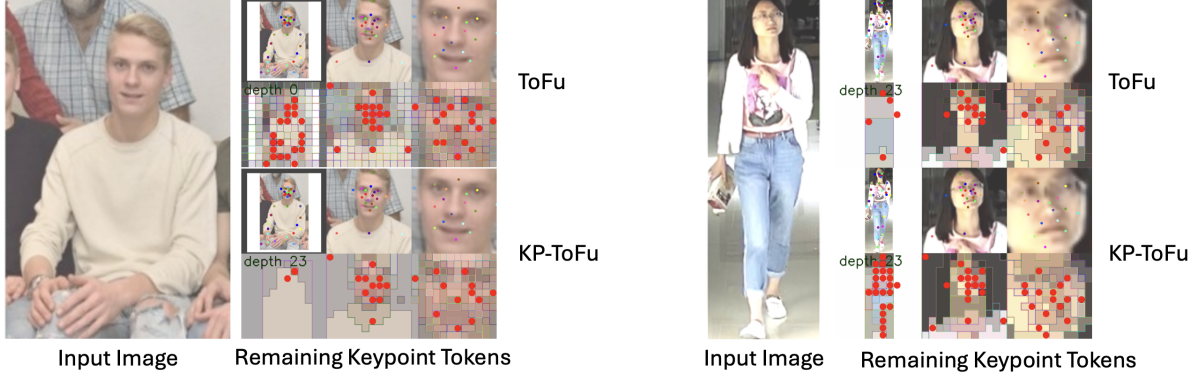 depth 0
ToFu
depth 23
KP-ToFu
Input Image
Remaining Keypoint Tokens
depth 23
ToFu
depth 23
KP-ToFu
Input Image
Remaining Keypoint Tokens